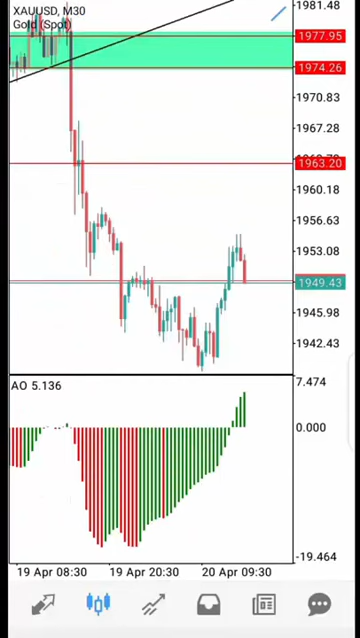 XAUUSD, M30
Gold (Spot)
1981.48
1977.95
1974.26
1970.83
1967.28
1963.20
1960.18
1956.63
1953.08
1949.43
1945.98
1942.43
AO 5.136
7.474
0.000
-19.464
19 Apr 08:30
19 Apr 20:30
20 Apr 09:30